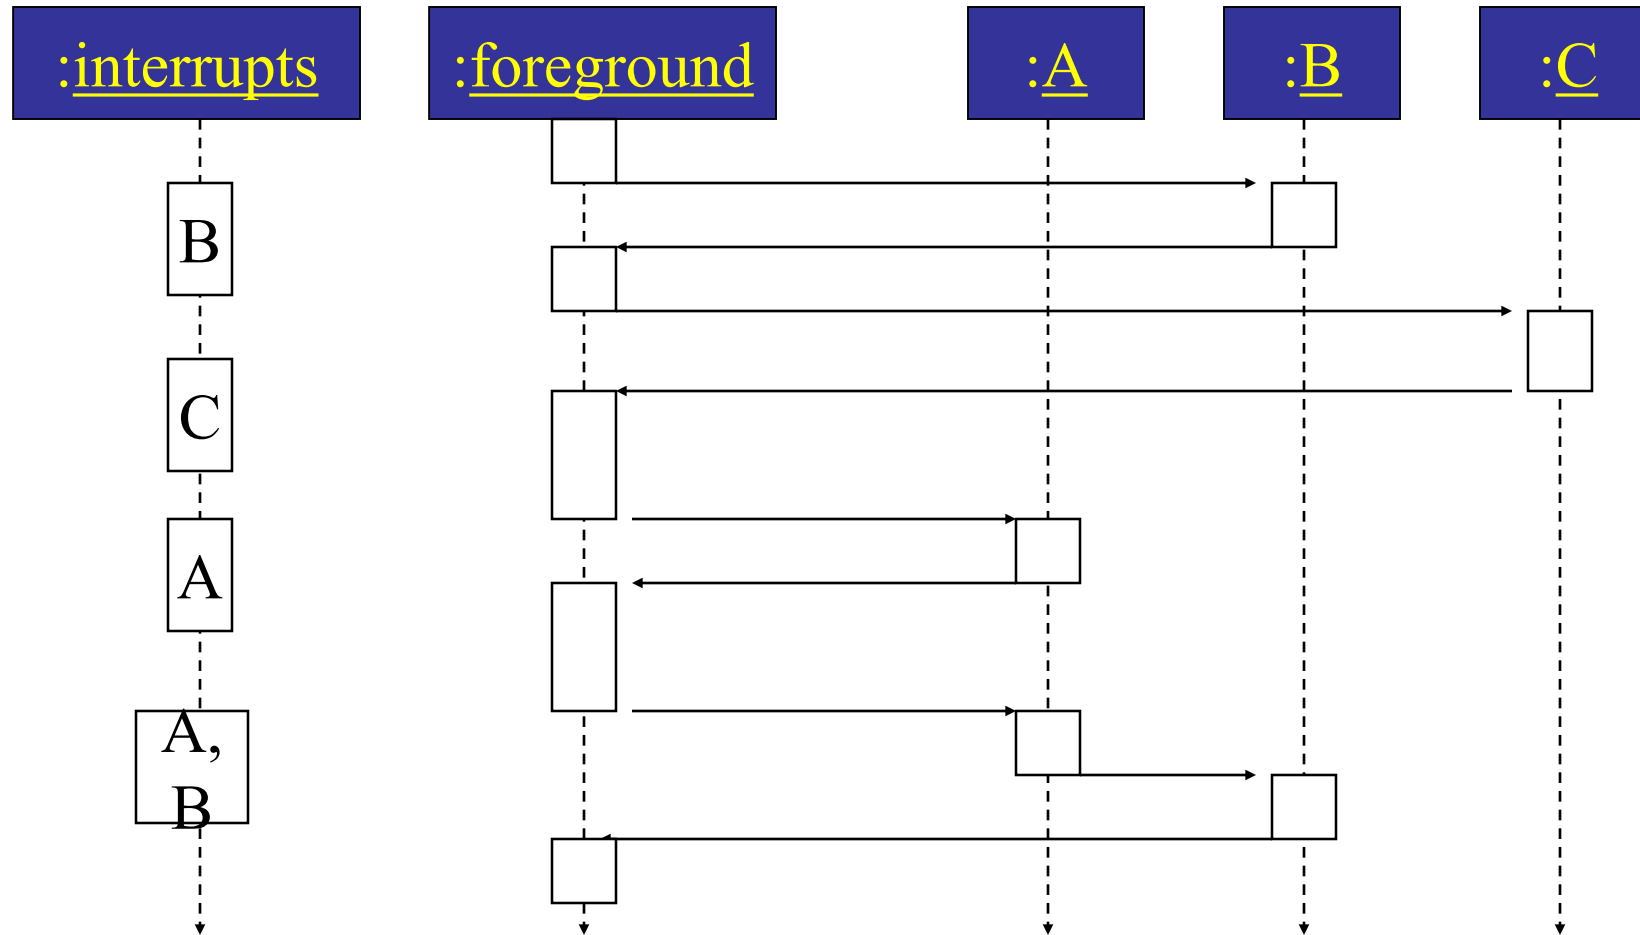 :interrupts :foreground :A :B :C
B
C
A
A,
B